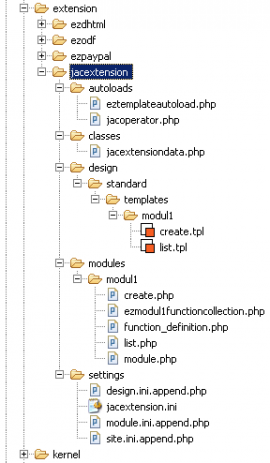 extension
ezdhtml
ezodf
ezpaypal
jacextension
autoloads
eztemplateautoload.php
jacoperator.php
classes
jacextensiondata.php
design
standard
templates
modul1
create.tpl
list.tpl
modules
modul1
create.php
ezmodul1functioncollection.php
function_definition.php
list.php
module.php
settings
design.ini.append.php
jacextension.ini
module.ini.append.php
site.ini.append.php
kernel